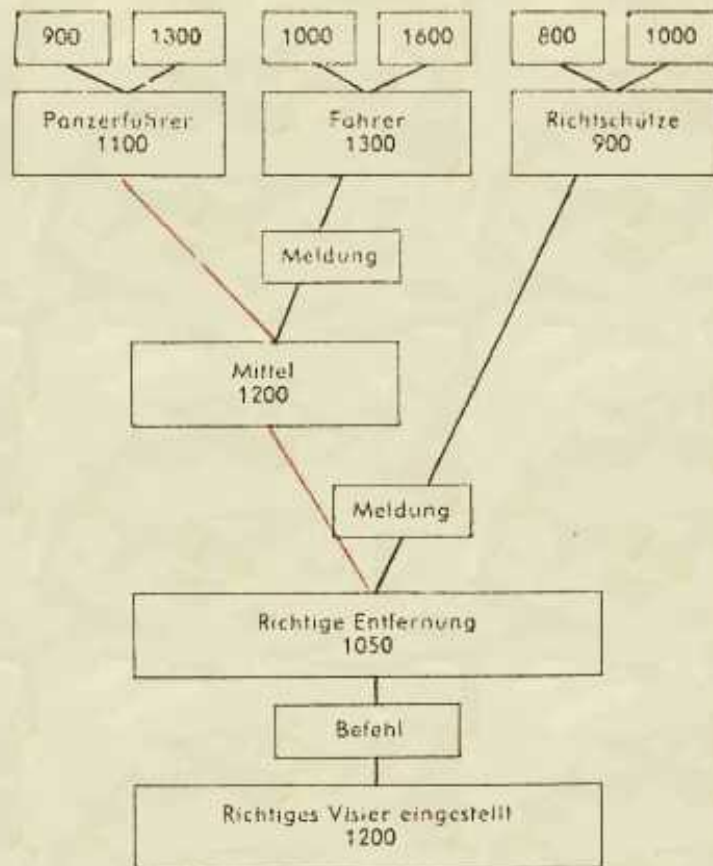 900 1300 1000 1600 800 1000
Panzerführer
1100
Fahrer
1300
Richtschütze
900
Meldung
Mittel
1200
Meldung
Richtige Entfernung
1050
Befehl
Richtiges Visier eingestellt
1200